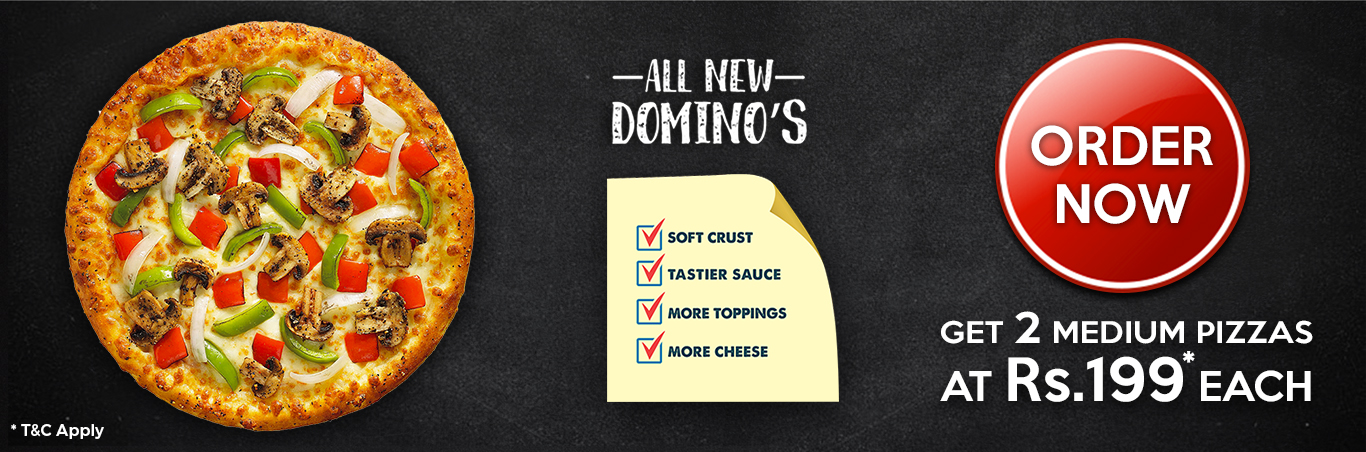 —ALL NEW—
DOMINO'S
SOFT CRUST
TASTIER SAUCE
MORE TOPPINGS
MORE CHEESE
ORDER
NOW
GET 2 MEDIUM PIZZAS
AT Rs.199* EACH
* T&C Apply